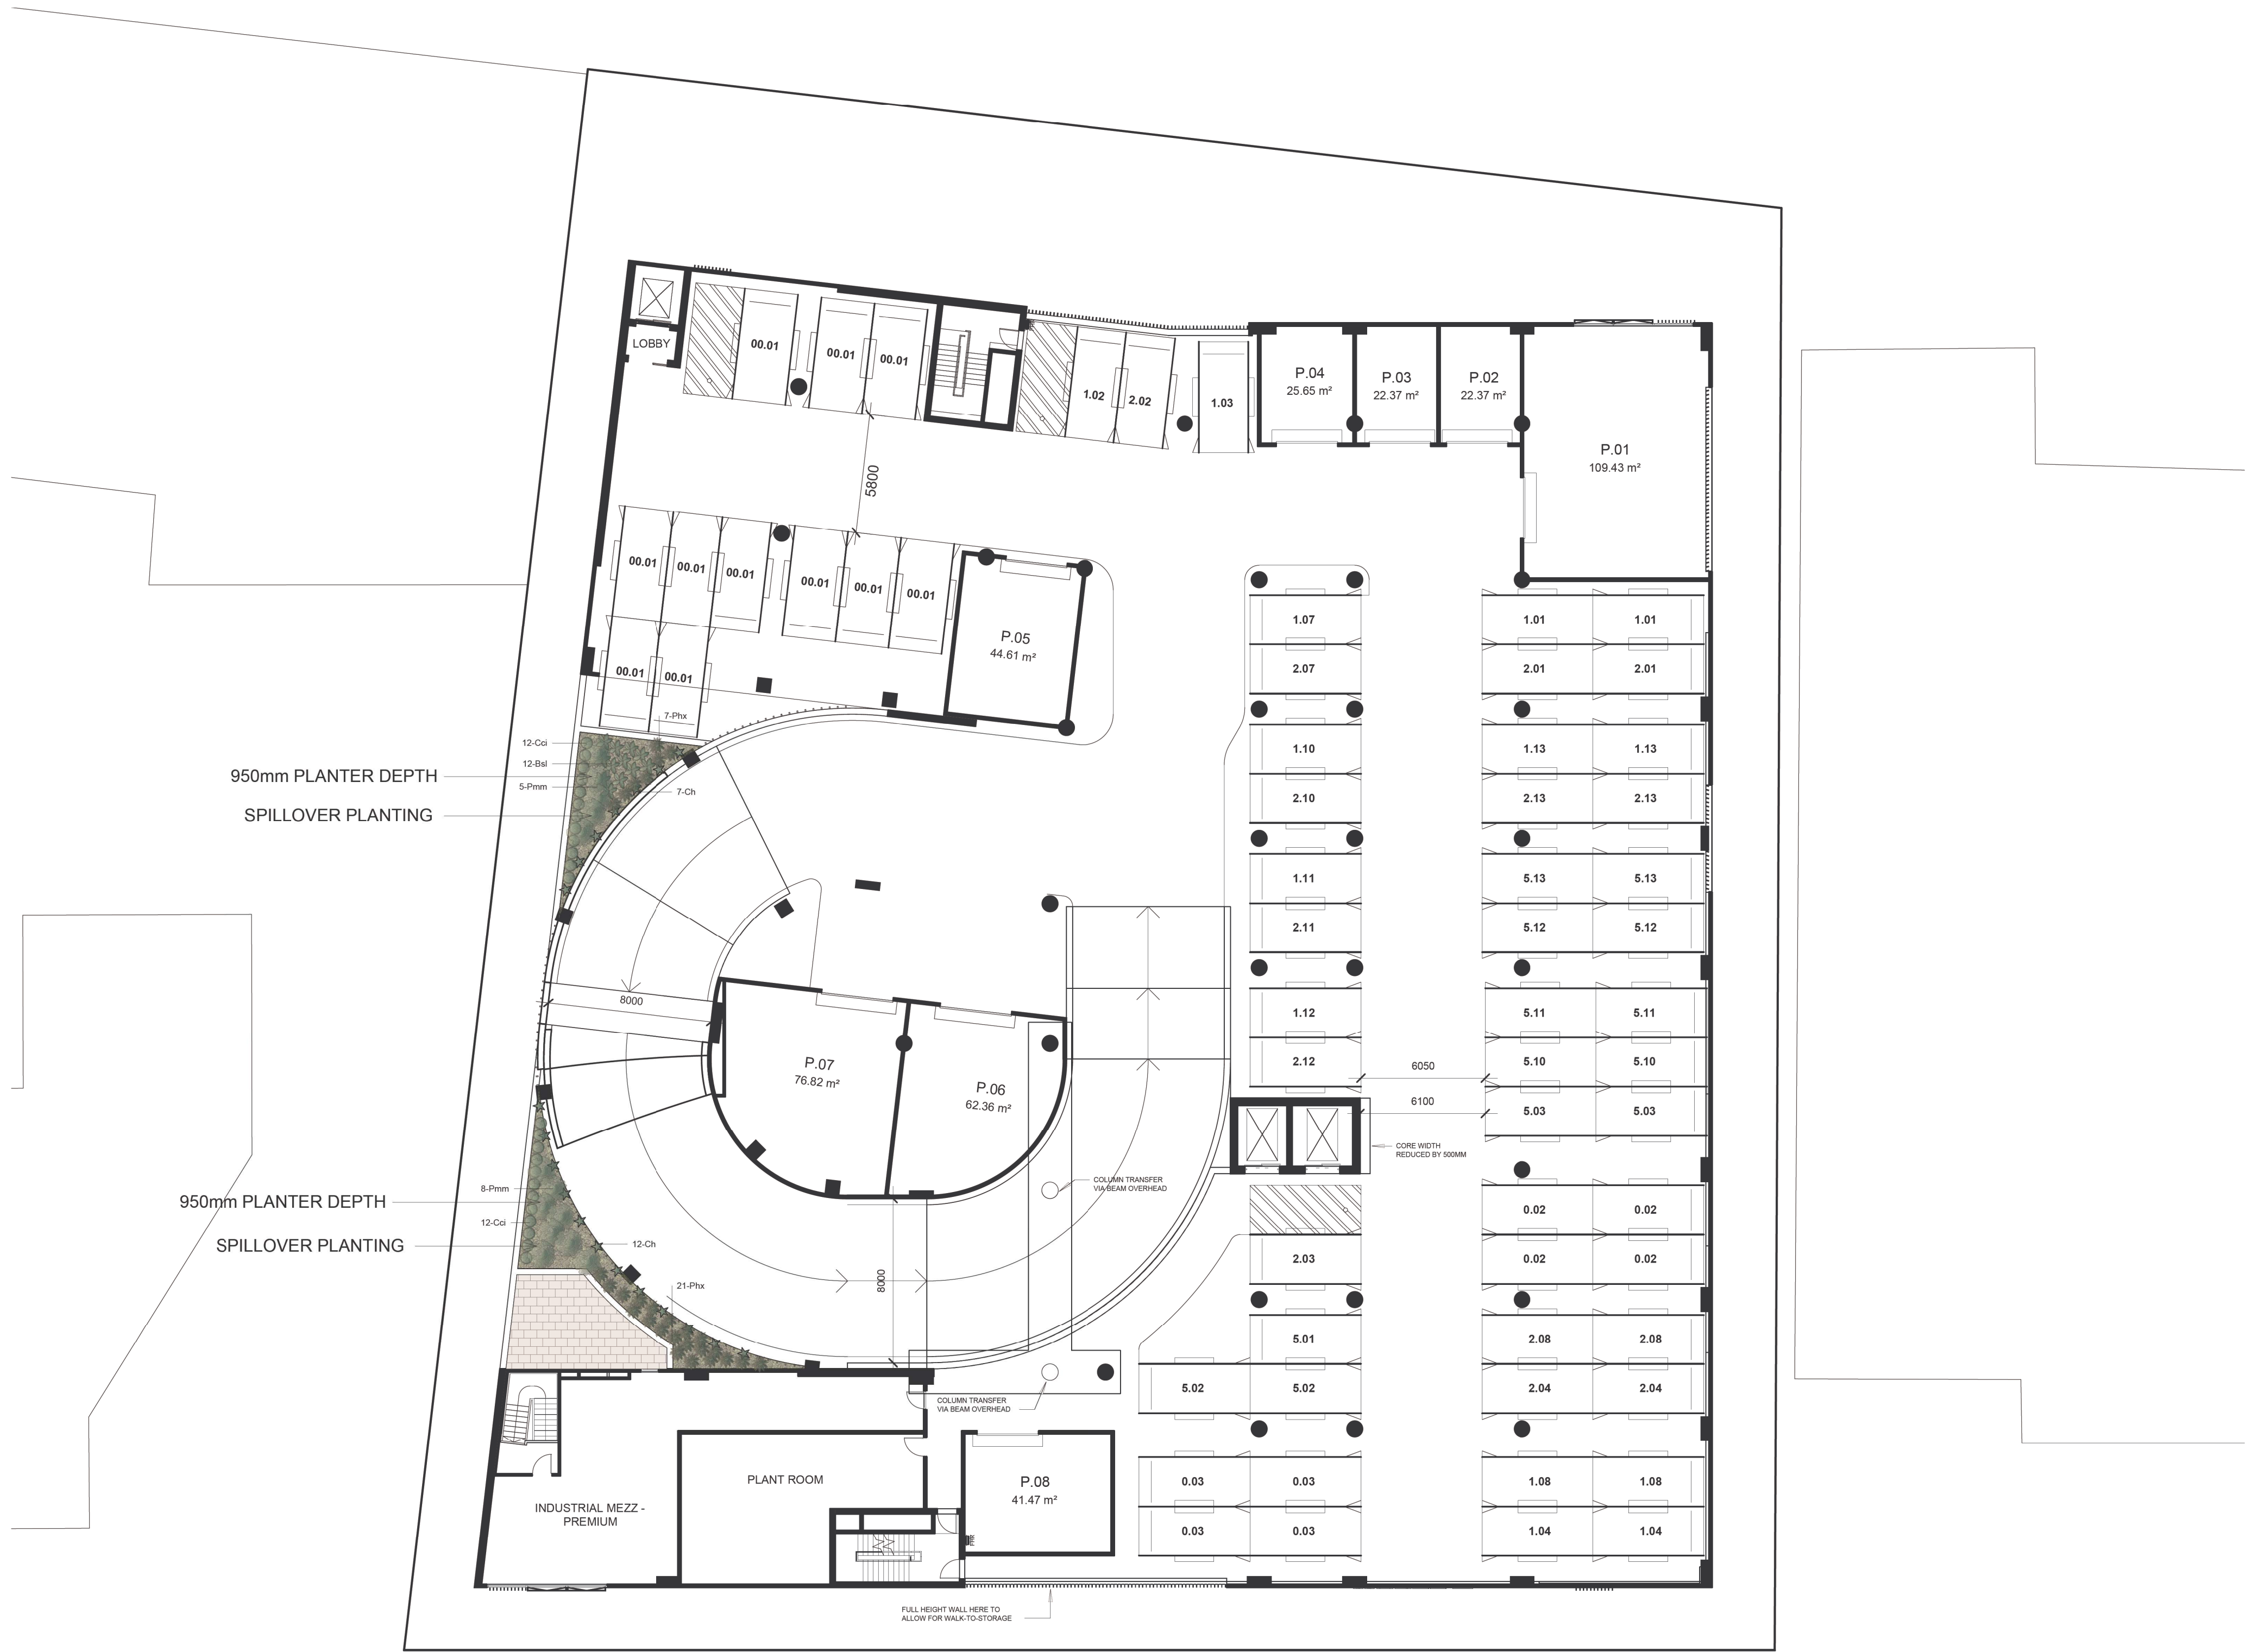 LOBBY
00.01
00.01
00.01
1.02
2.02
1.03
P.04
25.65 m²
P.03
22.37 m²
P.02
22.37 m²
P.01
109.43 m²
5800
00.01
00.01
00.01
00.01
00.01
00.01
P.05
44.61 m²
00.01
00.01
7-Phx
12-Cci
12-Bsl
5-Pmm
7-Ch
950mm PLANTER DEPTH
SPILLOVER PLANTING
1.07
1.01
1.01
2.07
2.01
2.01
1.10
1.13
1.13
2.10
2.13
2.13
1.11
5.13
5.13
2.11
5.12
5.12
8000
1.12
5.11
5.11
2.12
5.10
5.10
6050
6100
5.03
5.03
P.07
76.82 m²
P.06
62.36 m²
CORE WIDTH
REDUCED BY 500MM
COLUMN TRANSFER
VIA BEAM OVERHEAD
8-Pmm
950mm PLANTER DEPTH
12-Cci
SPILLOVER PLANTING
12-Ch
21-Phx
8000
0.02
0.02
2.03
0.02
0.02
5.01
2.08
2.08
5.02
5.02
2.04
2.04
COLUMN TRANSFER
VIA BEAM OVERHEAD
PLANT ROOM
P.08
41.47 m²
INDUSTRIAL MEZZ -
PREMIUM
0.03
0.03
1.08
1.08
0.03
0.03
1.04
1.04
FULL HEIGHT WALL HERE TO
ALLOW FOR WALK-TO-STORAGE